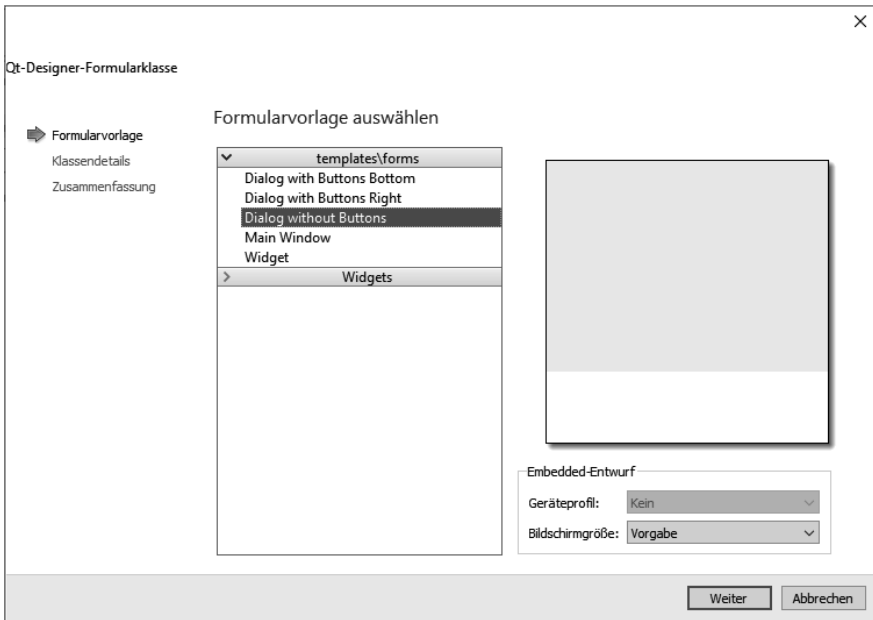 Qt-Designer-Formularklasse
Formularvorlage
Klassendetails
Zusammenfassung
Formularvorlage auswählen
templates\forms
Dialog with Buttons Bottom
Dialog with Buttons Right
Dialog without Buttons
Main Window
Widget
Widgets
Embedded-Entwurf
Geräteprofil: Kein
Bildschirmgröße: Vorgabe
Weiter Abbrechen